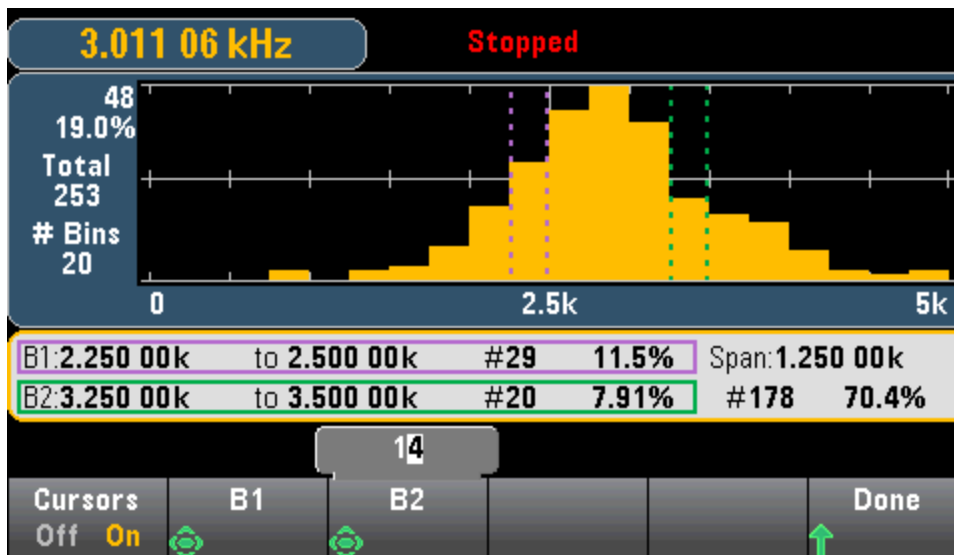 3.011 06 kHz Stopped
48
19.0%
Total
253
# Bins
20
0 2.5k 5k
B1:2.250 00k to 2.500 00k #29 11.5% Span:1.250 00k
B2:3.250 00k to 3.500 00k #20 7.91% #178 70.4%
14
Cursors B1 B2 Done
Off On